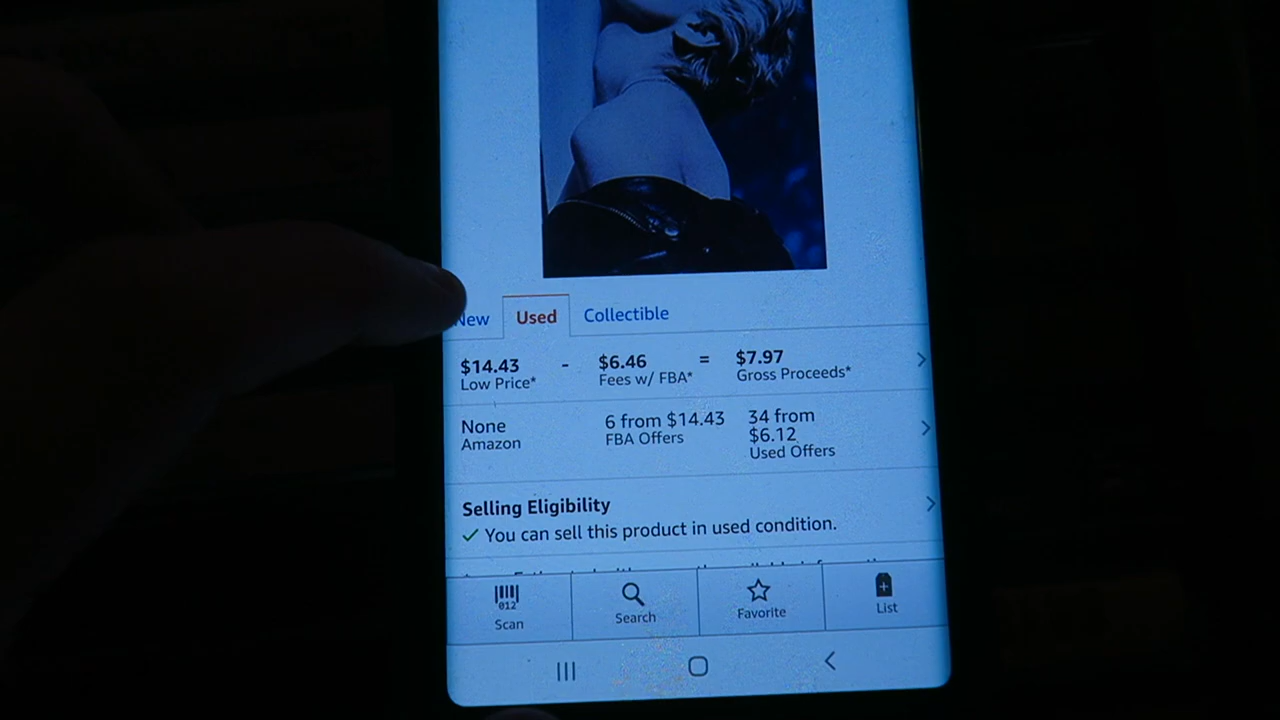 New Used Collectible
$14.43 - $6.46 = $7.97
Low Price* Fees w/ FBA* Gross Proceeds*
None 6 from $14.43 34 from
Amazon FBA Offers $6.12
Used Offers
Selling Eligibility
✓ You can sell this product in used condition.
012
Scan Search Favorite List